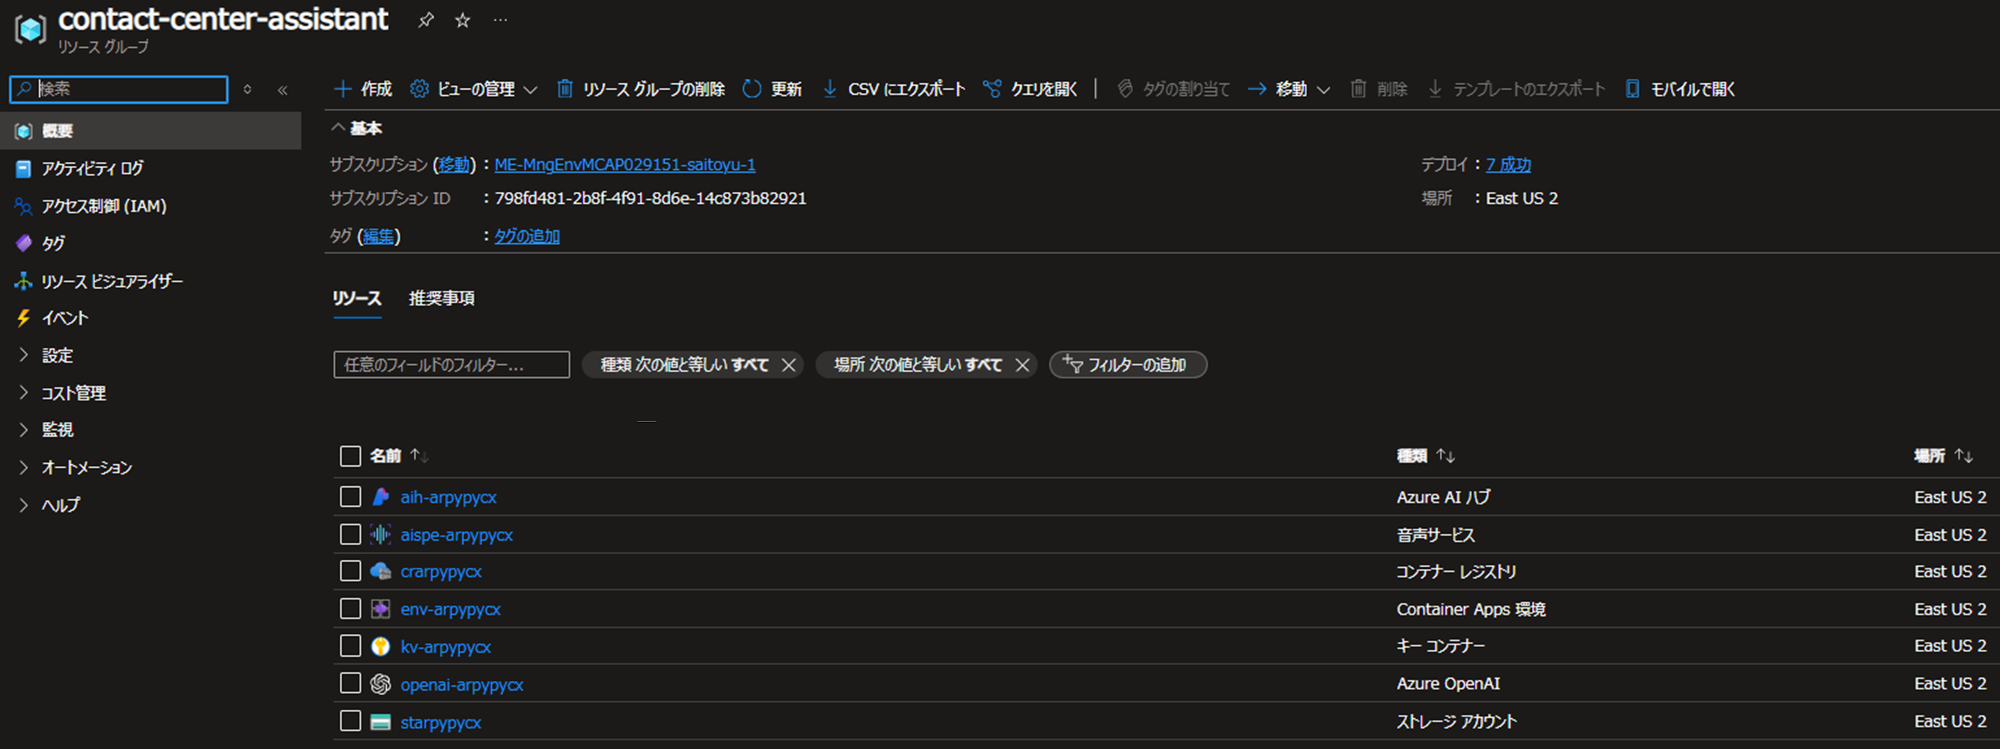 contact-center-assistant
リソース グループ
検索
作成 ビューの管理 リソース グループの削除 更新 CSV にエクスポート クエリを開く タグの割り当て 移動 削除 テンプレートのエクスポート モバイルで開く
概要
アクティビティ ログ
アクセス制御 (IAM)
タグ
リソース ビジュアライザー
イベント
設定
コスト管理
監視
オートメーション
ヘルプ
基本
サブスクリプション (移動) : ME-MngEnvMCAP029151-saitoyu-1
デプロイ : 7 成功
サブスクリプション ID : 798fd481-2b8f-4f91-8d6e-14c873b82921
場所 : East US 2
タグ (編集) : タグの追加
リソース 推奨事項
任意のフィールドのフィルター... 種類 次の値と等しい すべて 場所 次の値と等しい すべて フィルターの追加
名前 種類 場所
aih-arpypycx Azure AI ハブ East US 2
aispe-arpypycx 音声サービス East US 2
crarpypycx コンテナー レジストリ East US 2
env-arpypycx Container Apps 環境 East US 2
kv-arpypycx キー コンテナー East US 2
openai-arpypycx Azure OpenAI East US 2
starpypycx ストレージ アカウント East US 2